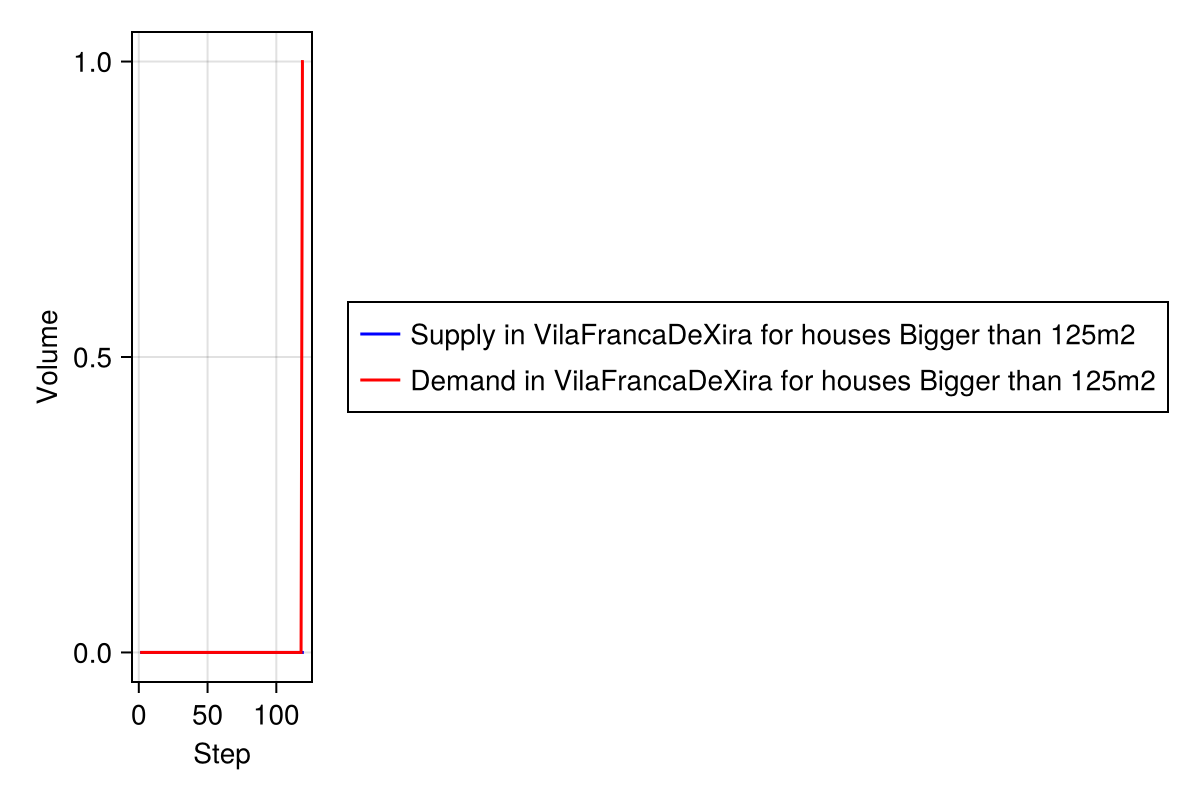 1.0
0.5
0.0
Volume
0 50 100
Step
Supply in VilaFrancaDeXira for houses Bigger than 125m2
Demand in VilaFrancaDeXira for houses Bigger than 125m2